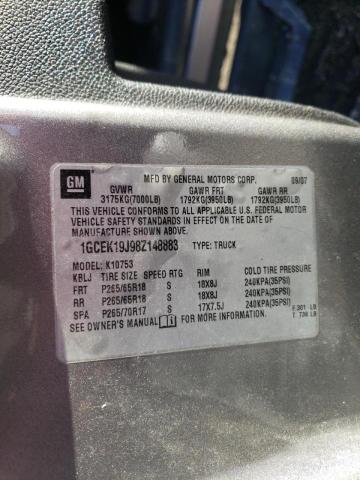 GM
MFD BY GENERAL MOTORS CORP. 09/07
GVWR GAWR FRT GAWR RR
3175KG(7000LB) 1792KG(3950LB) 1792KG(3950LB)
THIS VEHICLE CONFORMS TO ALL APPLICABLE U.S. FEDERAL MOTOR
VEHICLE SAFETY STANDARDS IN EFFECT ON THE DATE OF
MANUFACTURE SHOWN ABOVE.
1GCEK19J98Z148883 TYPE: TRUCK
MODEL: K10753
KBLJ TIRE SIZE SPEED RTG RIM COLD TIRE PRESSURE
FRT P265/65R18 S 18X8J 240KPA(35PSI)
RR P265/65R18 S 18X8J 240KPA(35PSI)
SPA P265/70R17 S 17X7.5J 240KPA(35PSI)
SEE OWNER'S MANUAL FOR MORE INFORMATION. F 361 LB
T 726 LB